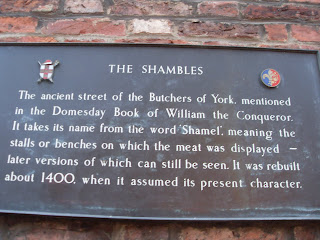 THE SHAMBLES
The ancient street of the Butchers of York, mentioned
in the Domesday Book of William the Conqueror.
It takes its name from the word 'Shamel', meaning the
stalls or benches on which the meat was displayed –
later versions of which can still be seen. It was rebuilt
about 1400, when it assumed its present character.